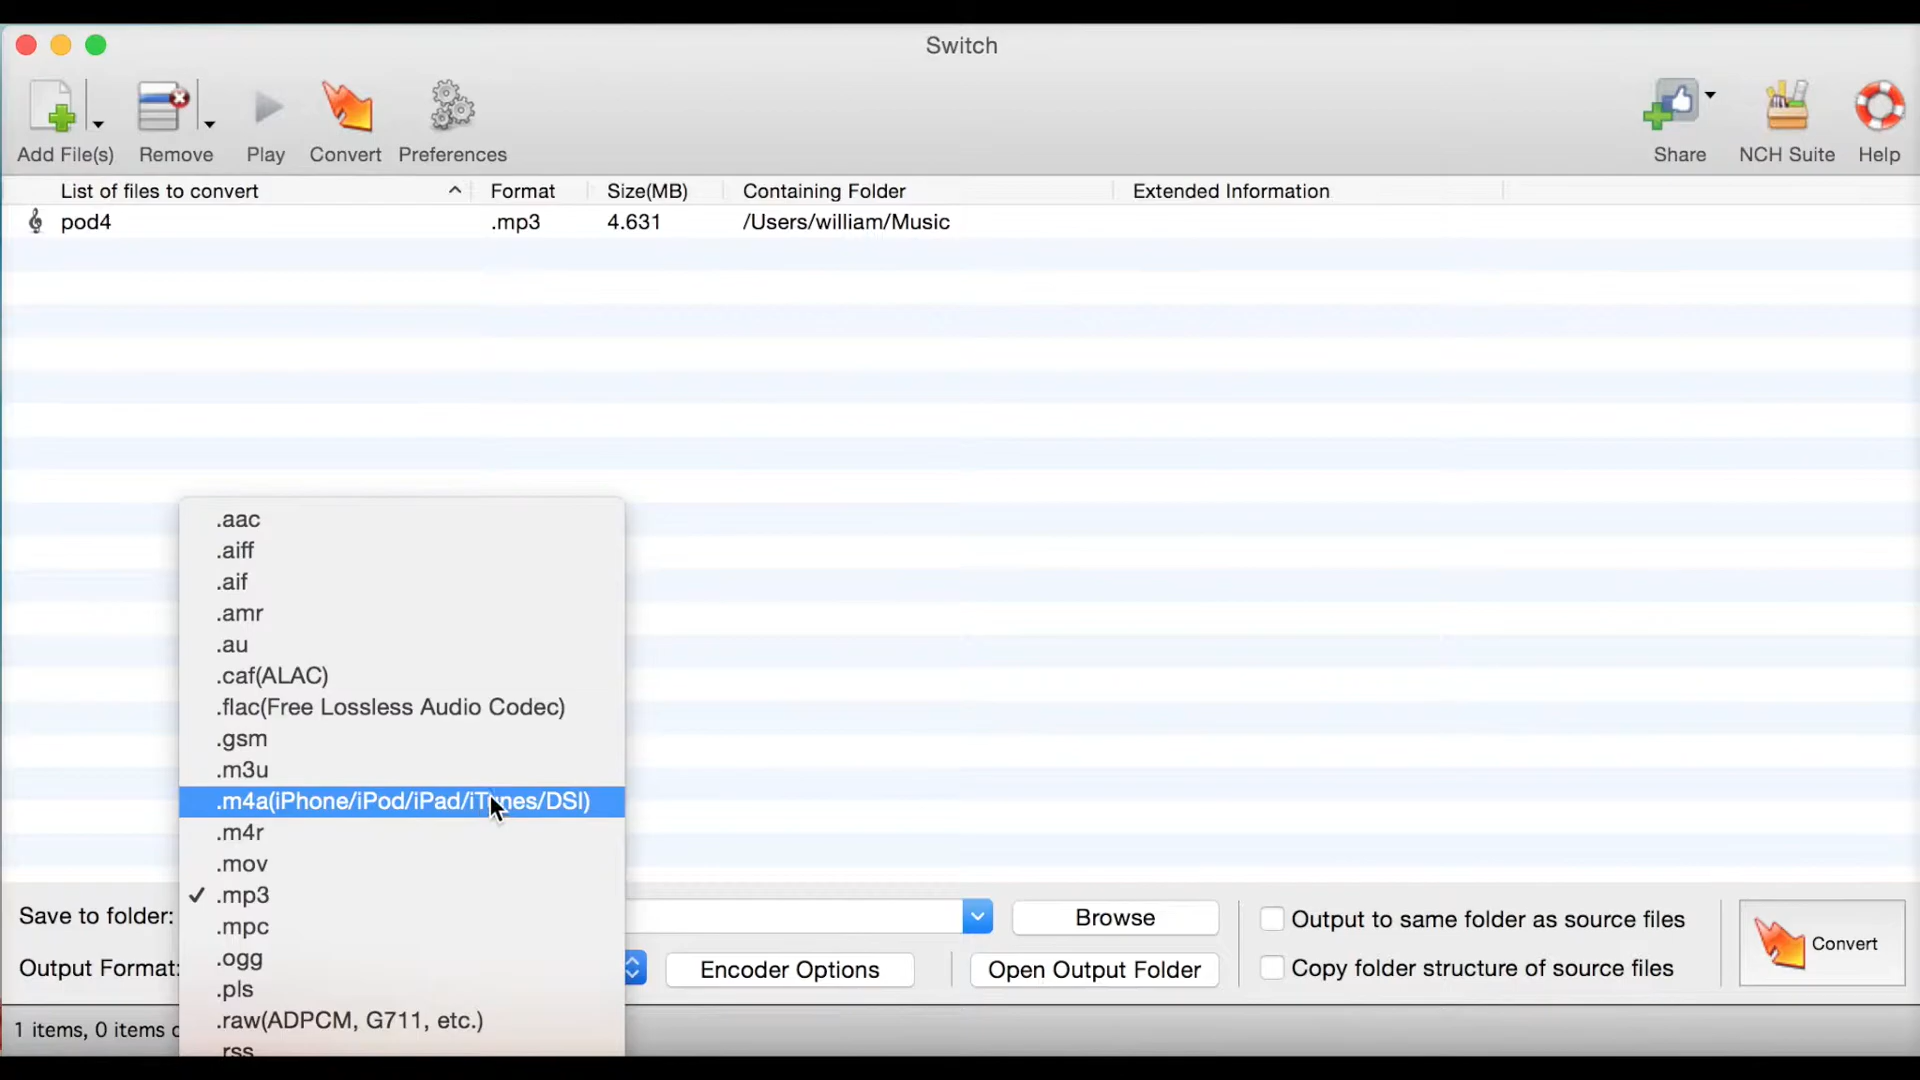 Switch
Add File(s) Remove Play Convert Preferences Share NCH Suite Help
List of files to convert Format Size(MB) Containing Folder Extended Information
pod4 .mp3 4.631 /Users/william/Music
.aac
.aiff
.aif
.amr
.au
.caf(ALAC)
.flac(Free Lossless Audio Codec)
.gsm
.m3u
.m4a(iPhone/iPod/iPad/iTunes/DSI)
.m4r
.mov
.mp3
.mpc
.ogg
.pls
.raw(ADPCM, G711, etc.)
.rss
Save to folder: Browse Output to same folder as source files
Output Format: Encoder Options Open Output Folder Copy folder structure of source files
Convert
1 items, 0 items